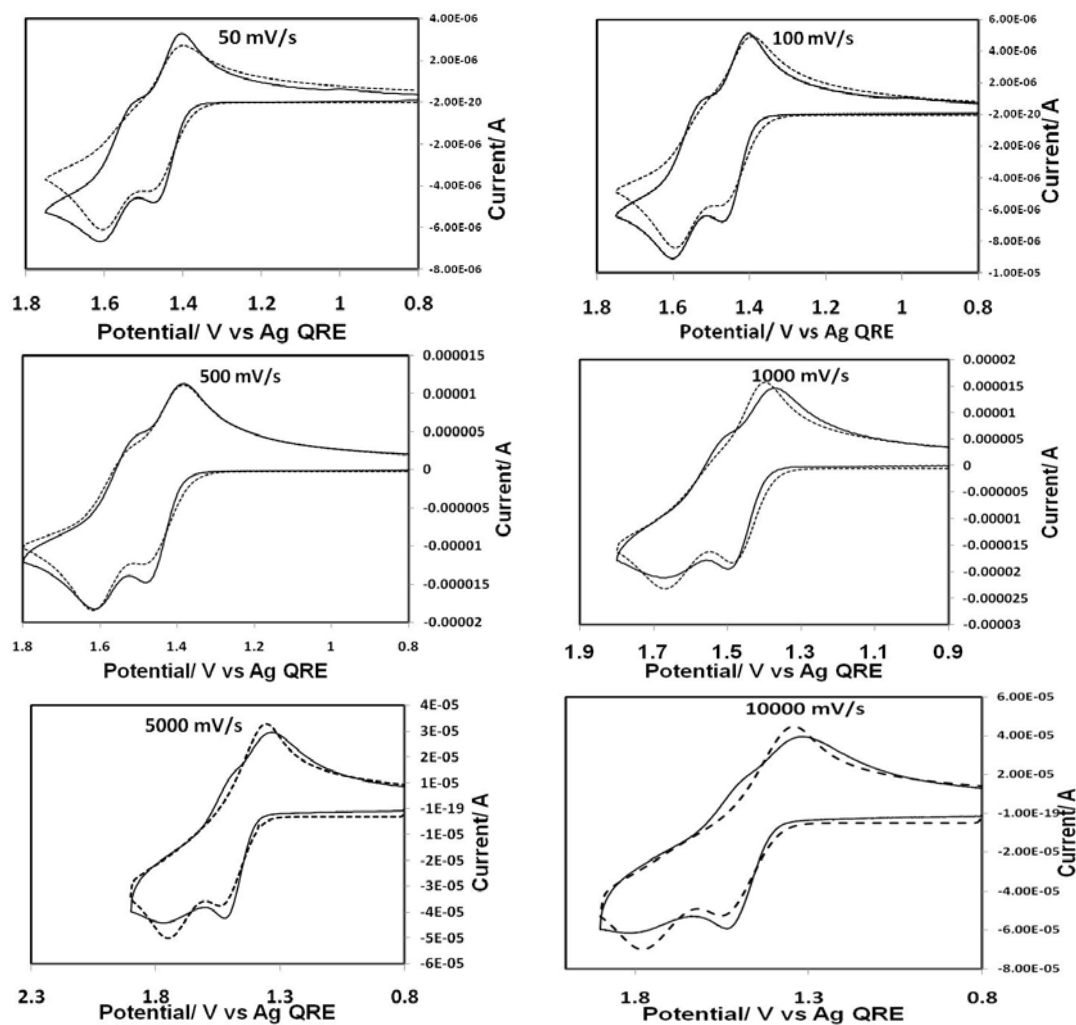 50 mV/s
4.00E-06
2.00E-06
-2.00E-20
-2.00E-06
-4.00E-06
-6.00E-06
-8.00E-06
Current/ A
1.8 1.6 1.4 1.2 1 0.8
Potential/ V vs Ag QRE
100 mV/s
6.00E-06
4.00E-06
2.00E-06
-2.00E-20
-2.00E-06
-4.00E-06
-6.00E-06
-8.00E-06
-1.00E-05
Current/ A
1.8 1.6 1.4 1.2 1 0.8
Potential/ V vs Ag QRE
500 mV/s
0.000015
0.00001
0.000005
0
-0.000005
-0.00001
-0.000015
-0.00002
Current/ A
1.8 1.6 1.4 1.2 1 0.8
Potential/ V vs Ag QRE
1000 mV/s
0.00002
0.000015
0.00001
0.000005
0
-0.000005
-0.00001
-0.000015
-0.00002
-0.000025
-0.00003
Current/ A
1.9 1.7 1.5 1.3 1.1 0.9
Potential/ V vs Ag QRE
5000 mV/s
4E-05
3E-05
2E-05
1E-05
-1E-19
-1E-05
-2E-05
-3E-05
-4E-05
-5E-05
-6E-05
Current/ A
2.3 1.8 1.3 0.8
Potential/ V vs Ag QRE
10000 mV/s
6.00E-05
4.00E-05
2.00E-05
-1.00E-19
-2.00E-05
-4.00E-05
-6.00E-05
-8.00E-05
Current/ A
1.8 1.3 0.8
Potential/ V vs Ag QRE